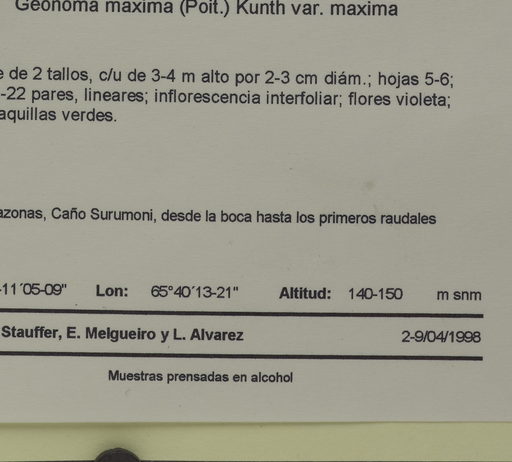 Geonoma maxima (Poit.) Kunth var. maxima
de 2 tallos, c/u de 3-4 m alto por 2-3 cm diám.; hojas 5-6;
-22 pares, lineares; inflorescencia interfoliar; flores violeta;
aquillas verdes.
azonas, Caño Surumoni, desde la boca hasta los primeros raudales
-11´05-09" Lon: 65°40´13-21" Altitud: 140-150 m snm
Stauffer, E. Melgueiro y L. Alvarez 2-9/04/1998
Muestras prensadas en alcohol